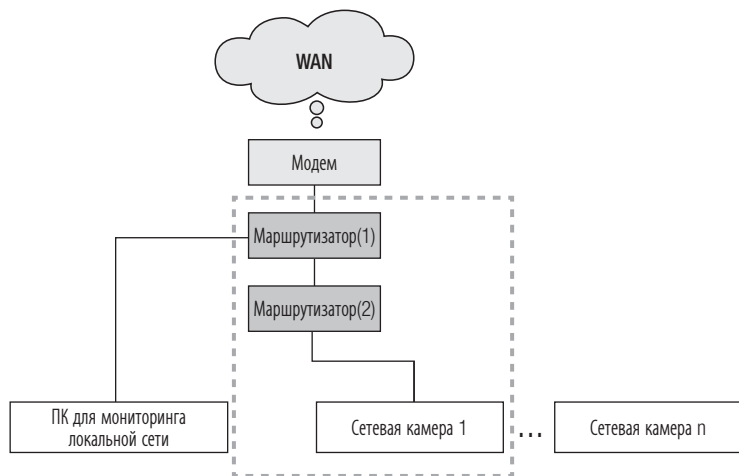 WAN
Модем
Маршрутизатор(1)
Маршрутизатор(2)
ПК для мониторинга
локальной сети
Сетевая камера 1
...
Сетевая камера n